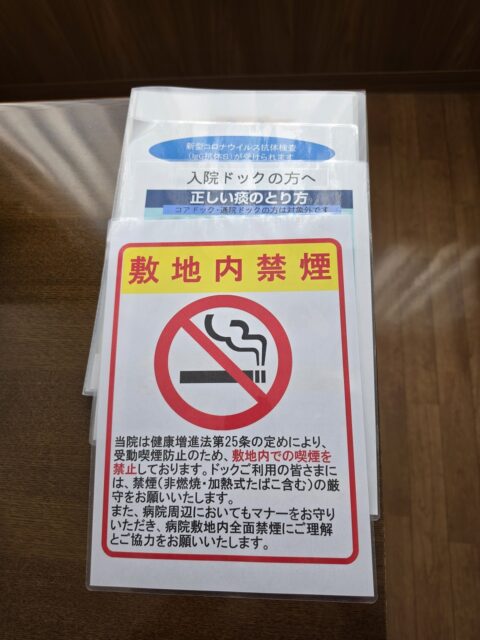 新型コロナウイルス抗体検査
(IgG抗体S)が受けられます
入院ドックの方へ
正しい痰のとり方
コアドック・通院ドックの方は対象外です
敷地内禁煙
当院は健康増進法第25条の定めにより、
受動喫煙防止のため、敷地内での喫煙を
禁止しております。ドックご利用の皆さまに
は、禁煙(非燃焼・加熱式たばこ含む)の厳
守をお願いいたします。
また、病院周辺においてもマナーをお守り
いただき、病院敷地内全面禁煙にご理解
とご協力をお願いいたします。